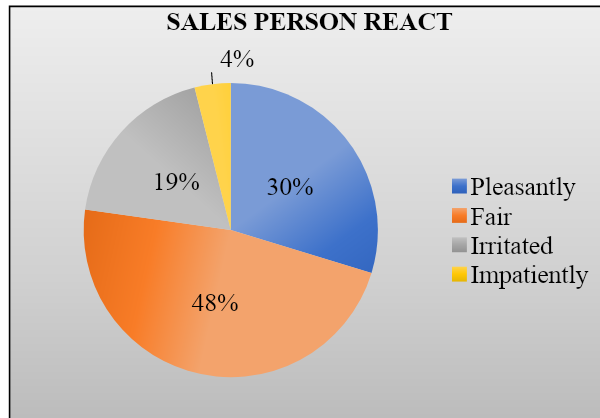 SALES PERSON REACT
4%
30%
19%
48%
Pleasantly
Fair
Irritated
Impatiently